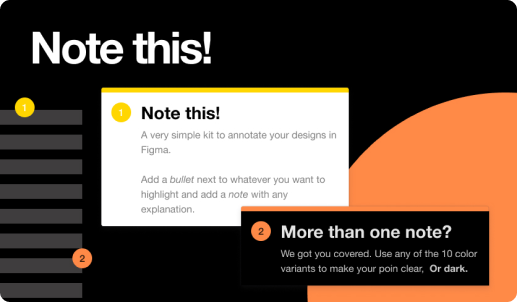 Note this!
1
1
Note this!
A very simple kit to annotate your designs in
Figma.
Add a bullet next to whatever you want to
highlight and add a note with any
explanation.
2
2
More than one note?
We got you covered. Use any of the 10 color
variants to make your poin clear, Or dark.